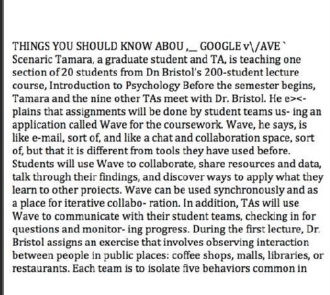 THINGS YOU SHOULD KNOW ABOU ,__ GOOGLE v\/AVE `
Scenaric Tamara, a graduate student and TA, is teaching one
section of 20 students from Dn Bristol's 200-student lecture
course, Introduction to Psychology Before the semester begins,
Tamara and the nine other TAs meet with Dr. Bristol. He e><-
plains that assignments will be done by student teams us- ing an
application called Wave for the coursework. Wave, he says, is
like e-mail, sort of, and like a chat and collaboration space, sort
of, but that it is different from tools they have used before.
Students will use Wave to collaborate, share resources and data,
talk through their findings, and discover ways to apply what they
learn to other proiects. Wave can be used synchronously and as
a place for iterative collabo- ration. In addition, TAs will use
Wave to communicate with their student teams, checking in for
questions and monitor- ing progress. During the first lecture, Dr.
Bristol assigns an exercise that involves observing interaction
between people in public places: coffee shops, malls, libraries, or
restaurants. Each team is to isolate five behaviors common in